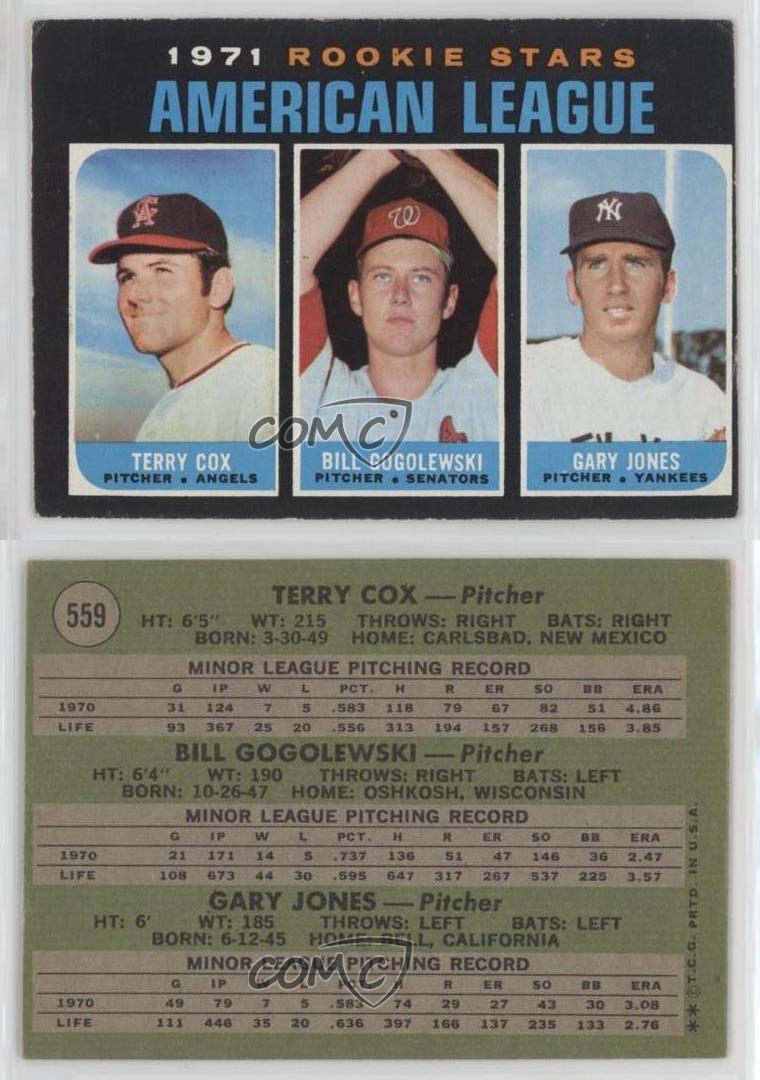 1971 ROOKIE STARS
AMERICAN LEAGUE
TERRY COX
PITCHER • ANGELS
BILL GOGOLEWSKI
PITCHER • SENATORS
GARY JONES
PITCHER • YANKEES
COMC
559
TERRY COX — Pitcher
HT: 6'5" WT: 215 THROWS: RIGHT BATS: RIGHT
BORN: 3-30-49 HOME: CARLSBAD, NEW MEXICO
MINOR LEAGUE PITCHING RECORD
G IP W L PCT. H R ER SO BB ERA
1970 31 124 7 5 .583 118 79 67 82 51 4.86
LIFE 93 367 25 20 .556 313 194 157 268 156 3.85
BILL GOGOLEWSKI — Pitcher
HT: 6'4" WT: 190 THROWS: RIGHT BATS: LEFT
BORN: 10-26-47 HOME: OSHKOSH, WISCONSIN
MINOR LEAGUE PITCHING RECORD
G IP W L PCT. H R ER SO BB ERA
1970 21 171 14 5 .737 136 51 47 146 36 2.47
LIFE 108 673 44 30 .595 647 317 267 537 225 3.57
GARY JONES — Pitcher
HT: 6' WT: 185 THROWS: LEFT BATS: LEFT
BORN: 6-12-45 HOME: BELL, CALIFORNIA
MINOR LEAGUE PITCHING RECORD
G IP W L PCT. H R ER SO BB ERA
1970 49 79 7 5 .583 74 29 27 43 30 3.08
LIFE 111 446 35 20 .636 397 166 137 235 133 2.76
COMC
** © T.C.G. PRTD. IN U.S.A.